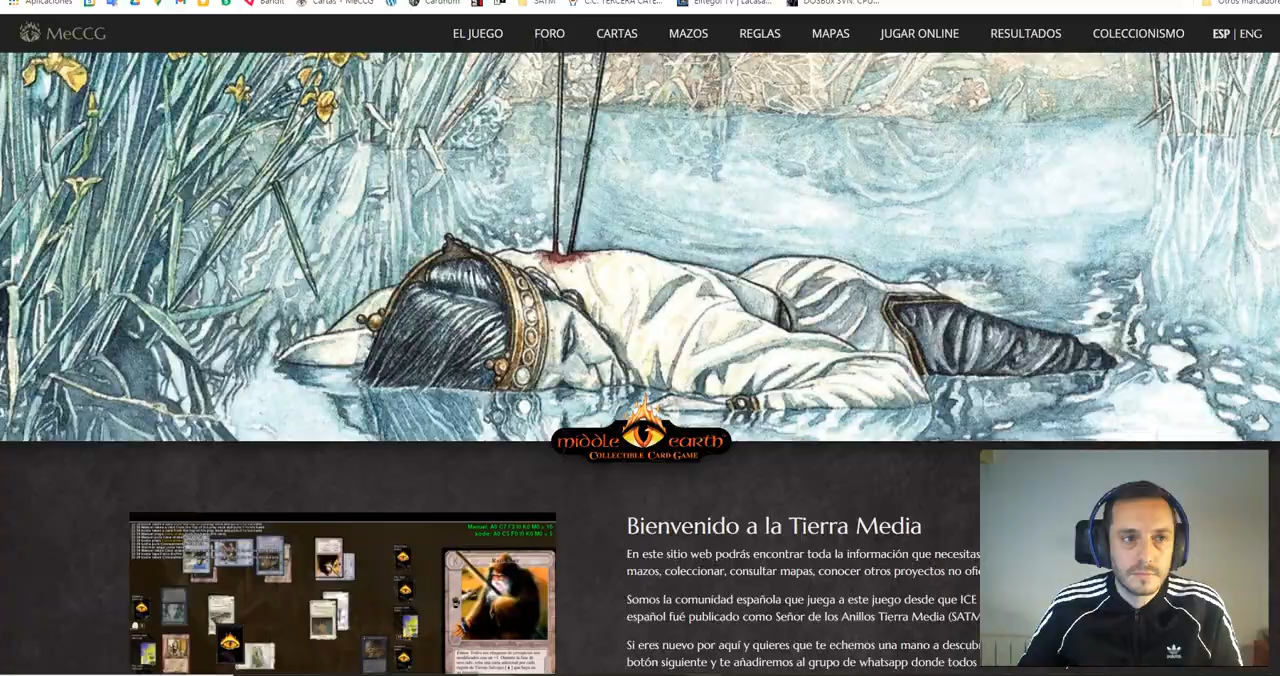 Aplicaciones
Bandit
Cartas • MeCCG
Cardnum
SATM
C.C. TERCERA CATE...
Elitegol TV | Lacasa...
DOSBox SVN: CPU...
Otros marcadores
MeCCG
EL JUEGO
FORO
CARTAS
MAZOS
REGLAS
MAPAS
JUGAR ONLINE
RESULTADOS
COLECCIONISMO
ESP | ENG
middle earth
Collectible Card Game
Bienvenido a la Tierra Media
En este sitio web podrás encontrar toda la información que necesitas
mazos, coleccionar, consultar mapas, conocer otros proyectos no ofi
Somos la comunidad española que juega a este juego desde que ICE
español fué publicado como Señor de los Anillos Tierra Media (SATM
Si eres nuevo por aquí y quieres que te echemos una mano a descub
botón siguiente y te añadiremos al grupo de whatsapp donde todos